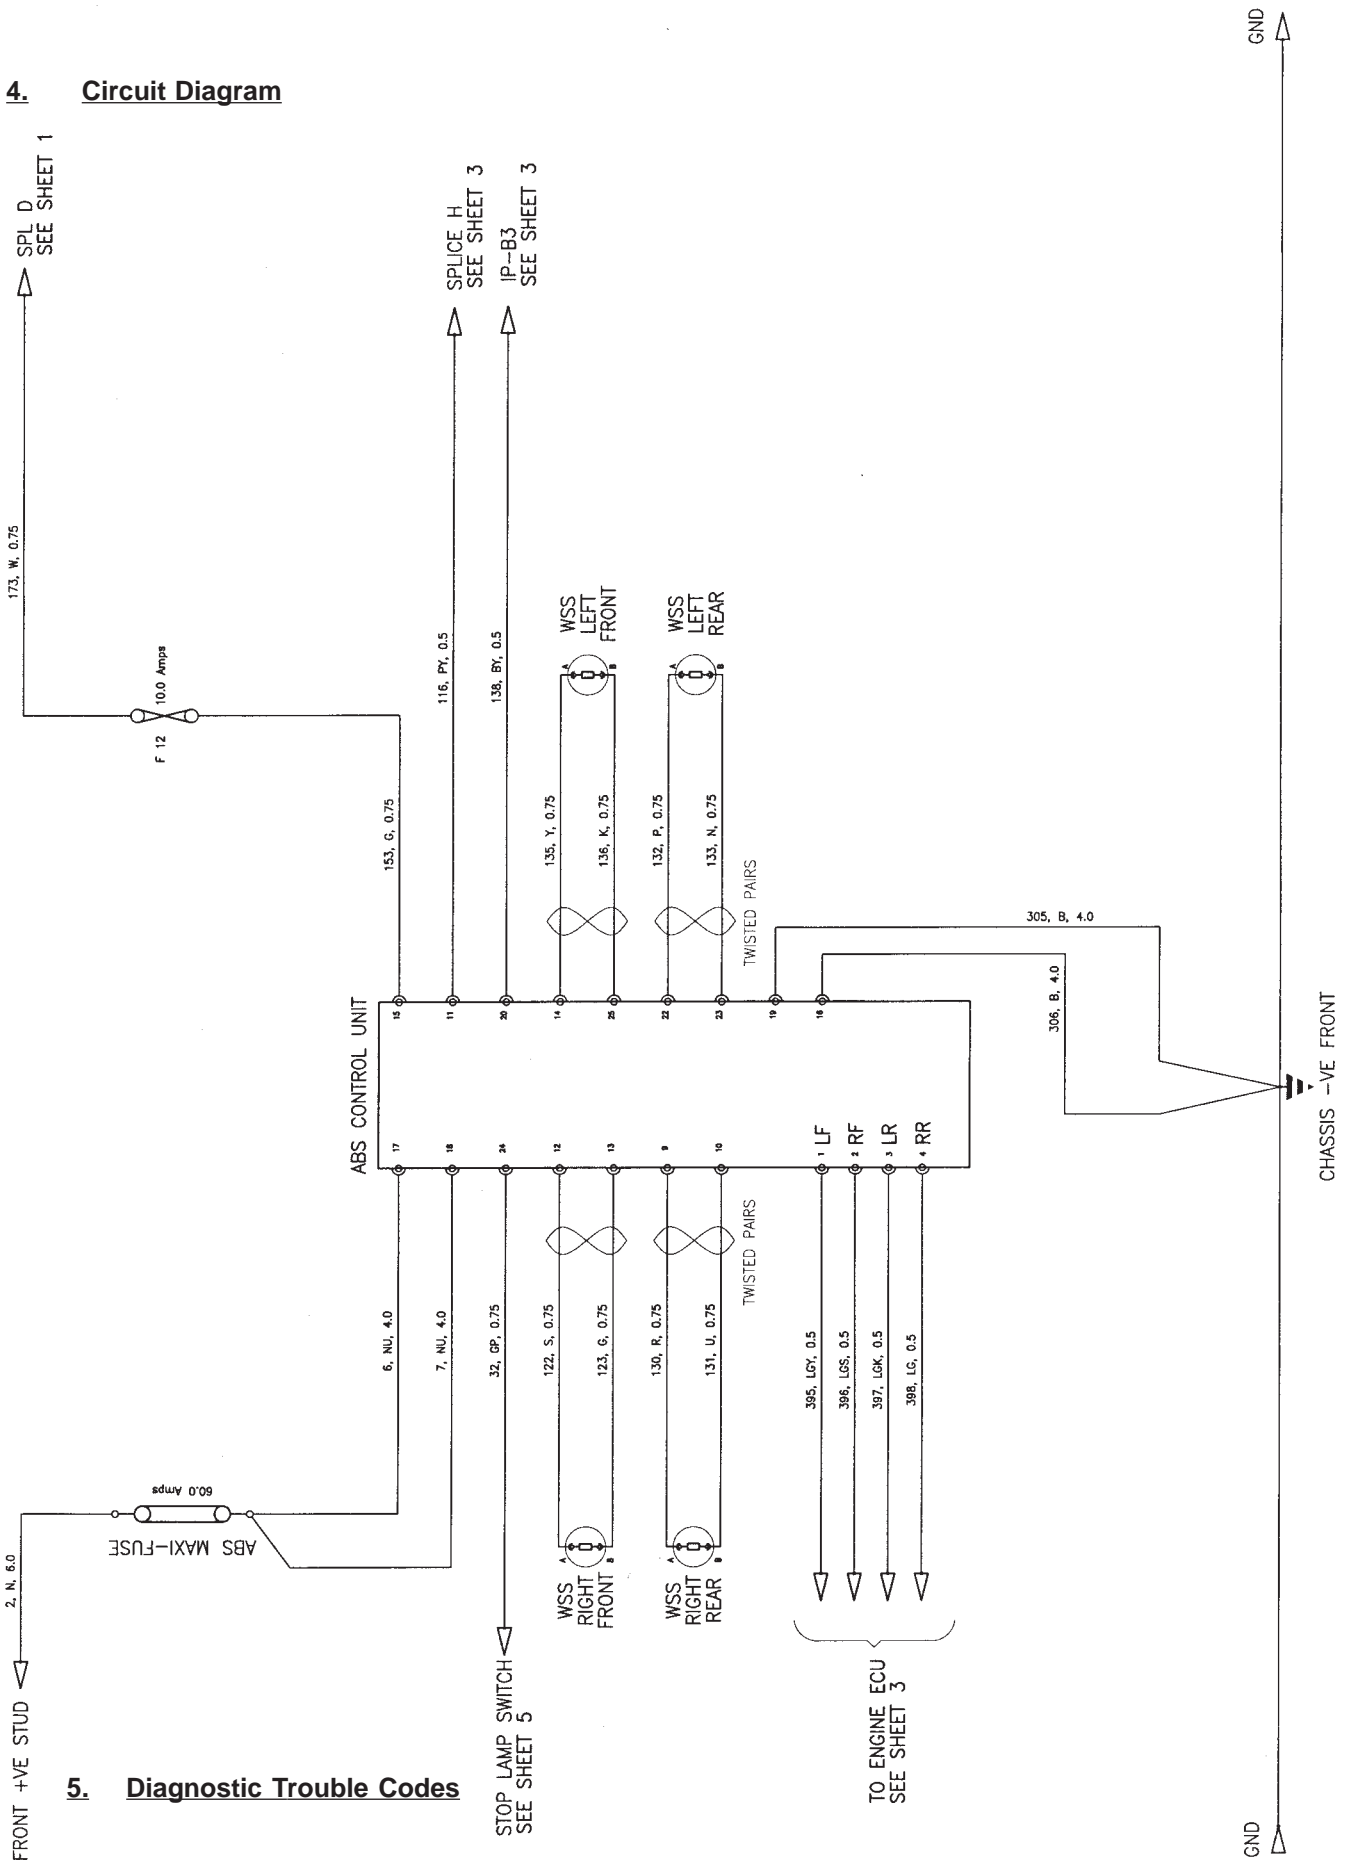 4. Circuit Diagram
FRONT +VE STUD
2, N, 6.0
ABS MAXI-FUSE
60.0 Amps
6, NU, 4.0
7, NU, 4.0
173, W, 0.75
SPL D
SEE SHEET 1
F 12 10.0 Amps
153, G, 0.75
116, PY, 0.5
SPLICE H
SEE SHEET 3
138, BY, 0.5
IP-B3
SEE SHEET 3
STOP LAMP SWITCH
SEE SHEET 5
32, GP, 0.75
ABS CONTROL UNIT
17
18
24
12
13
9
10
1 LF
2 RF
3 LR
4 RR
15
11
20
14
25
22
23
19
16
WSS
RIGHT
FRONT
A
B
122, S, 0.75
123, G, 0.75
WSS
RIGHT
REAR
A
B
130, R, 0.75
131, U, 0.75
TWISTED PAIRS
135, Y, 0.75
136, K, 0.75
WSS
LEFT
FRONT
A
B
132, P, 0.75
133, N, 0.75
WSS
LEFT
REAR
A
B
TWISTED PAIRS
TO ENGINE ECU
SEE SHEET 3
395, LGY, 0.5
396, LGS, 0.5
397, LGK, 0.5
398, LG, 0.5
305, B, 4.0
306, B, 4.0
GND
CHASSIS -VE FRONT
GND
5. Diagnostic Trouble Codes